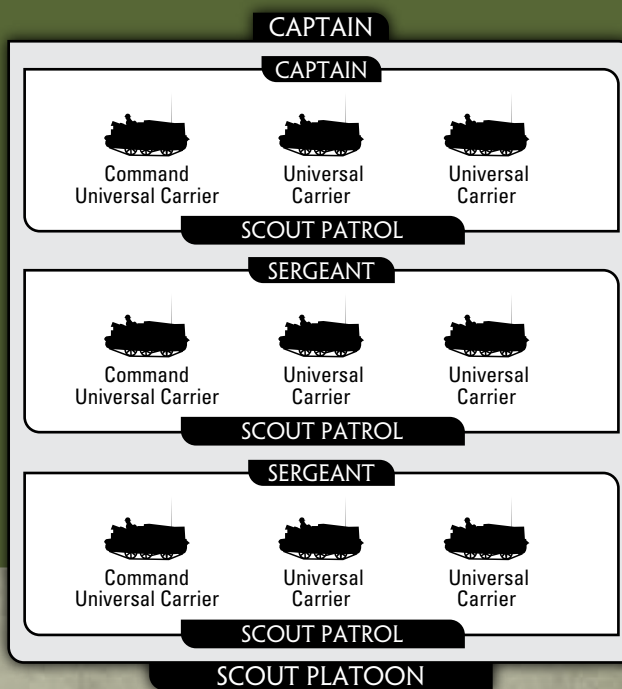 CAPTAIN
CAPTAIN
Command Universal Universal
Universal Carrier Carrier Carrier
SCOUT PATROL
SERGEANT
Command Universal Universal
Universal Carrier Carrier Carrier
SCOUT PATROL
SERGEANT
Command Universal Universal
Universal Carrier Carrier Carrier
SCOUT PATROL
SCOUT PLATOON